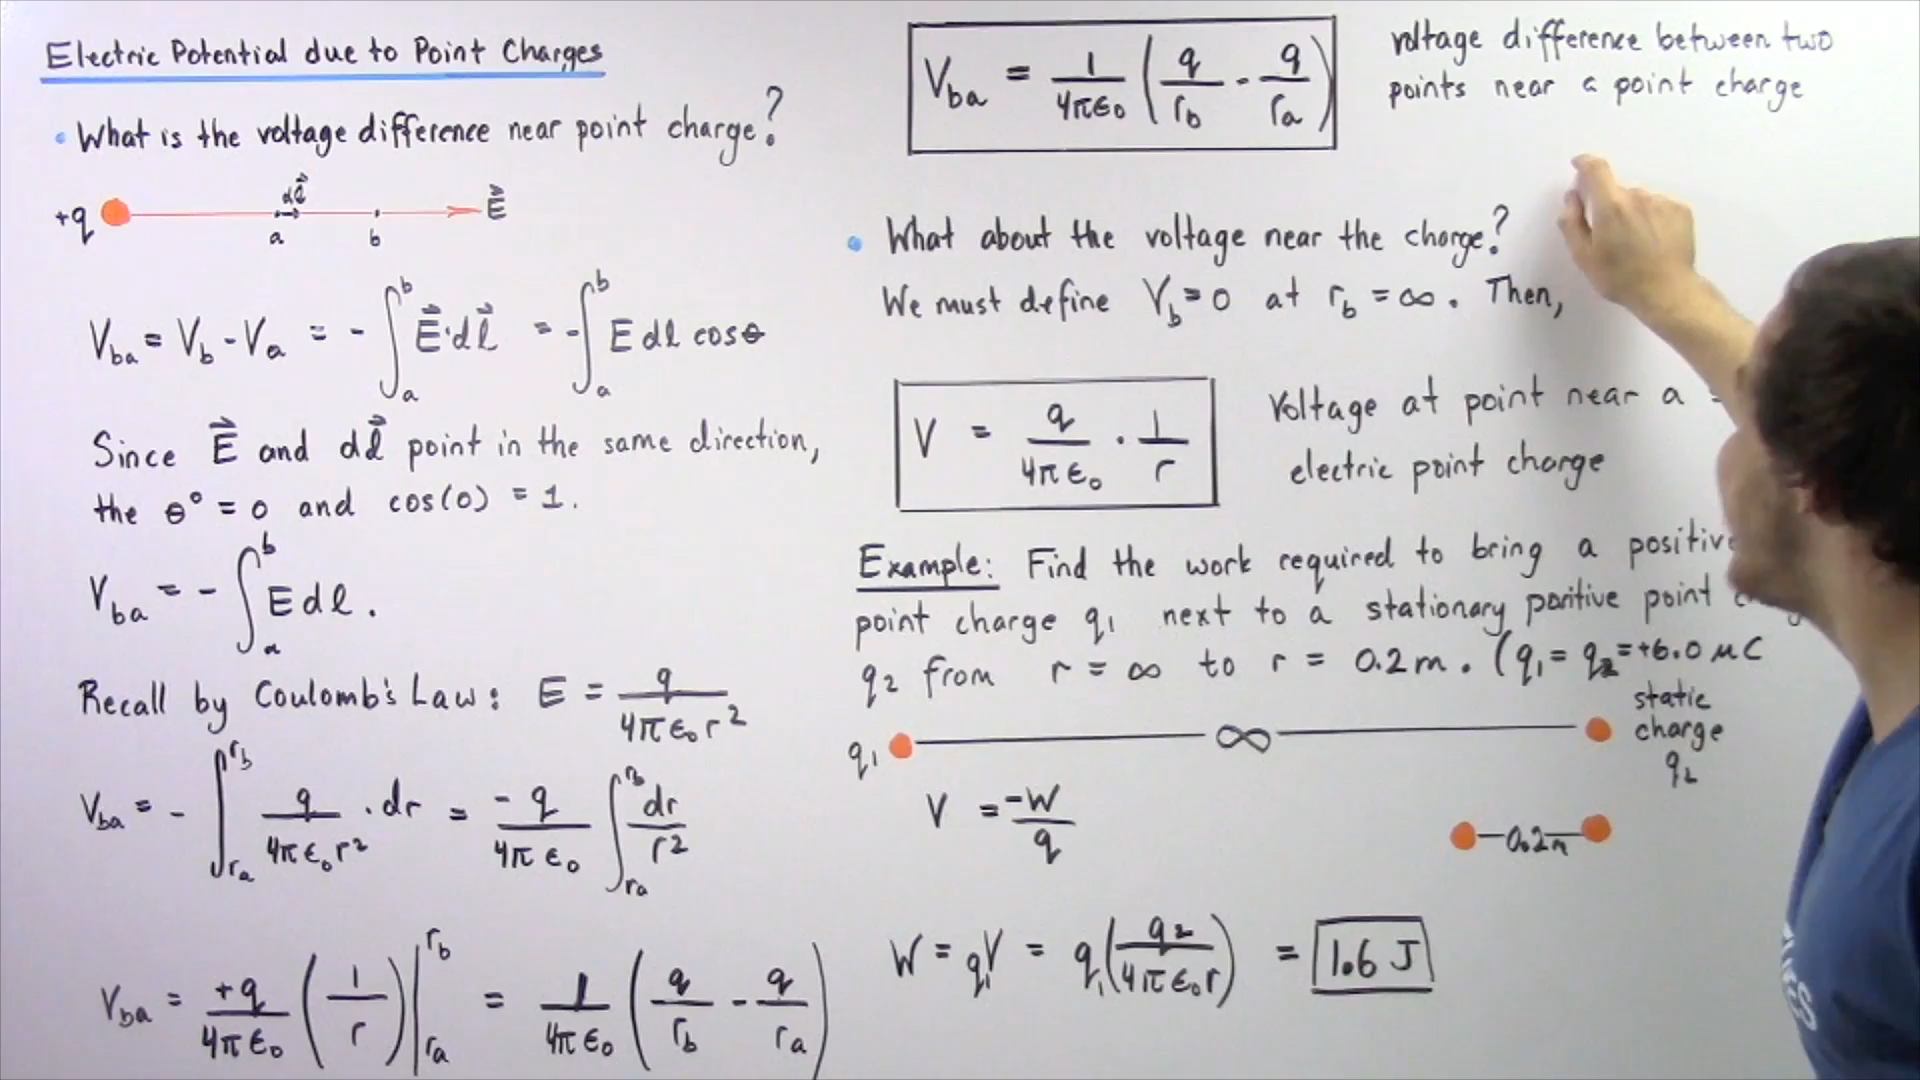 Electric Potential due to Point Charges
• What is the voltage difference near point charge?
+q a dl⃗ b E⃗
V_ba = V_b - V_a = - ∫_a^b E⃗ · dl⃗ = - ∫_a^b E dl cosθ
Since E⃗ and dl⃗ point in the same direction,
the θ° = 0 and cos(0) = 1.
V_ba = - ∫_a^b E dl.
Recall by Coulomb's Law: E = q / 4πε₀r²
V_ba = - ∫_ra^rb q / 4πε₀r² · dr = -q / 4πε₀ ∫_ra^rb dr / r²
V_ba = +q / 4πε₀ (1 / r) |_ra^rb = 1 / 4πε₀ (q / r_b - q / r_a)
V_ba = 1 / 4πε₀ (q / r_b - q / r_a)
voltage difference between two
points near a point charge
• What about the voltage near the charge?
We must define V_b = 0 at r_b = ∞. Then,
V = q / 4πε₀ · 1 / r
Voltage at point near a
electric point charge
Example: Find the work required to bring a positive
point charge q₁ next to a stationary positive point
q₂ from r = ∞ to r = 0.2m. (q₁ = q₂ = +6.0 μC
q₁ ∞
static
charge
q₂
V = -W / q
0.2m
W = q₁V = q₁(q₂ / 4πε₀r) = 1.6 J